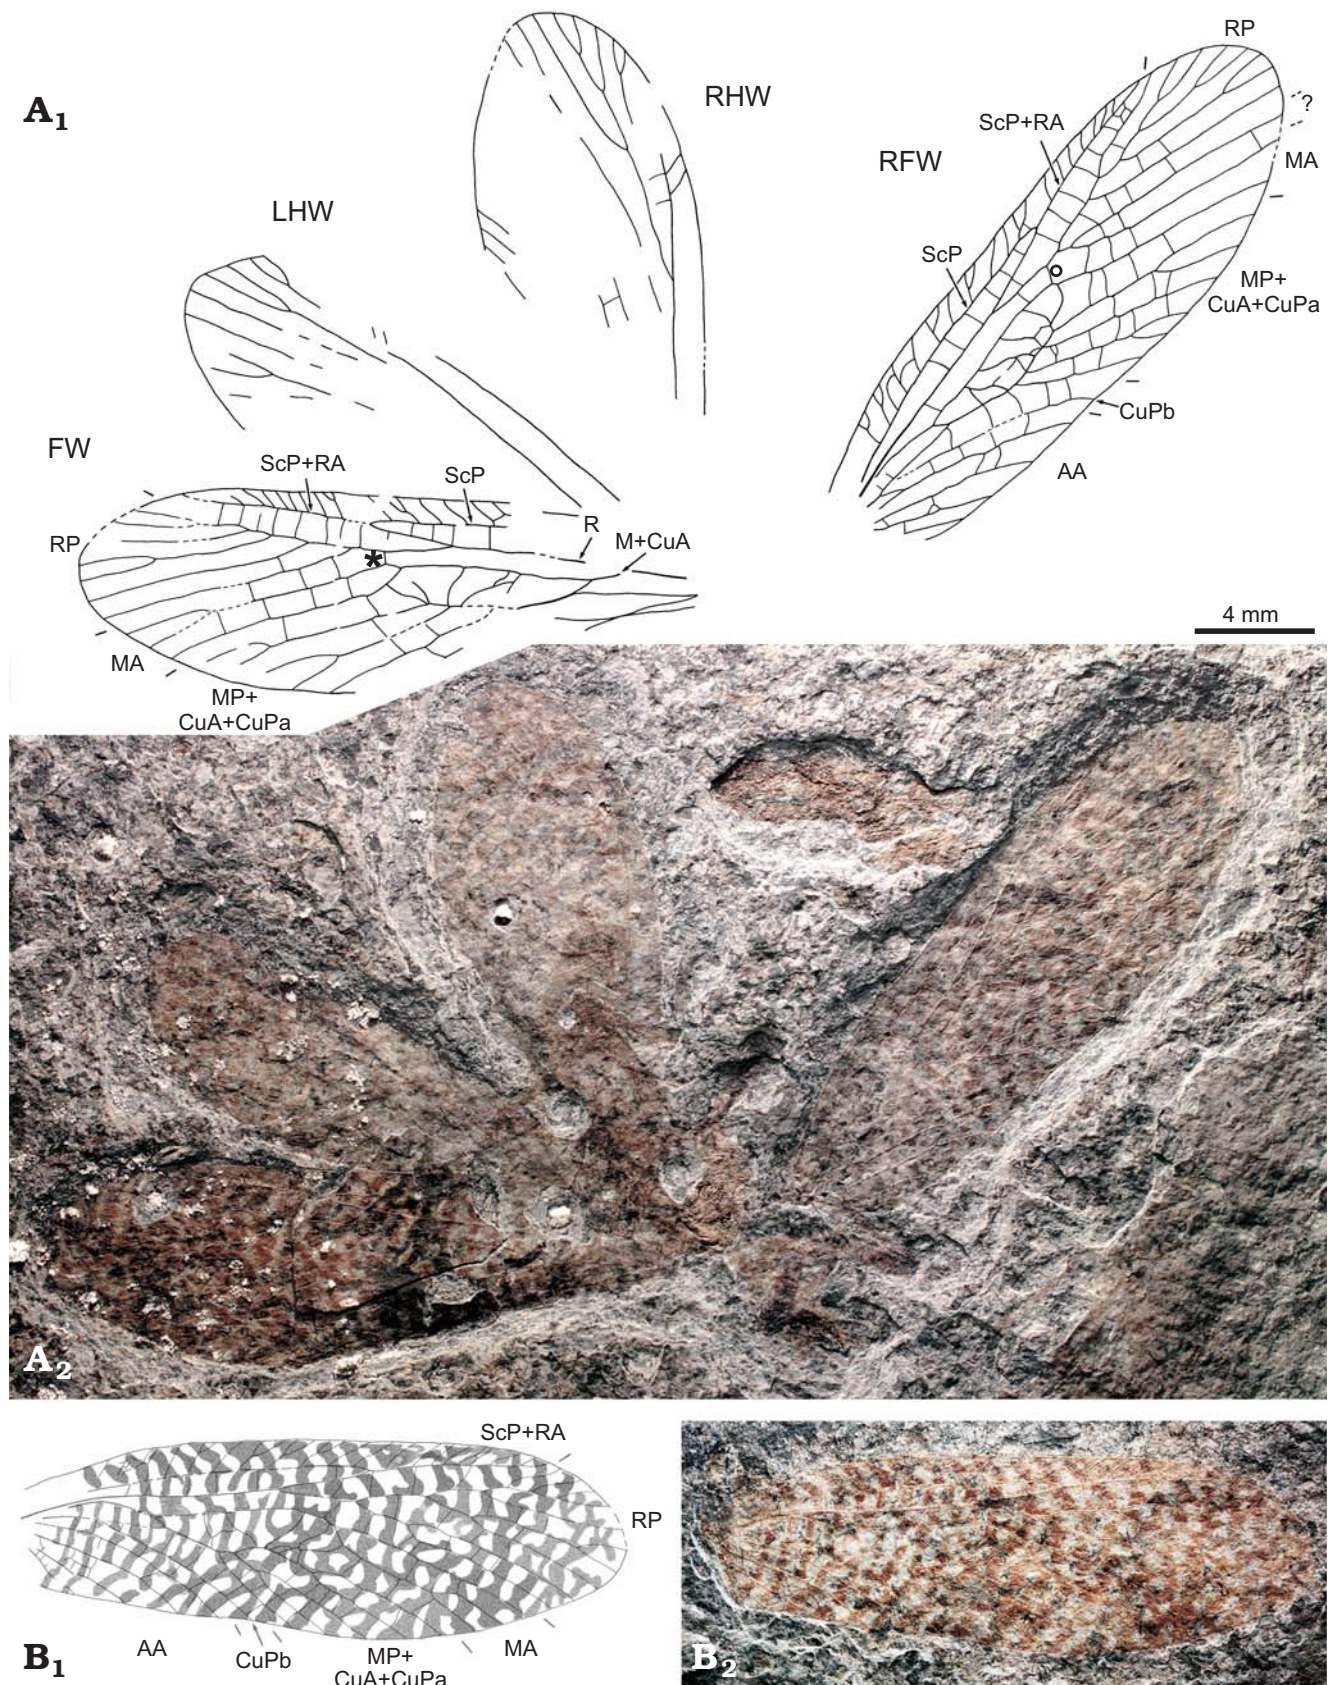 A1
RHW
RP
?
ScP+RA
RFW
MA
LHW
ScP
MP+
CuA+CuPa
CuPb
AA
FW
ScP+RA
ScP
R
M+CuA
RP
*
4 mm
MA
MP+
CuA+CuPa
A2
ScP+RA
RP
AA
CuPb
MP+
CuA+CuPa
MA
B1
B2